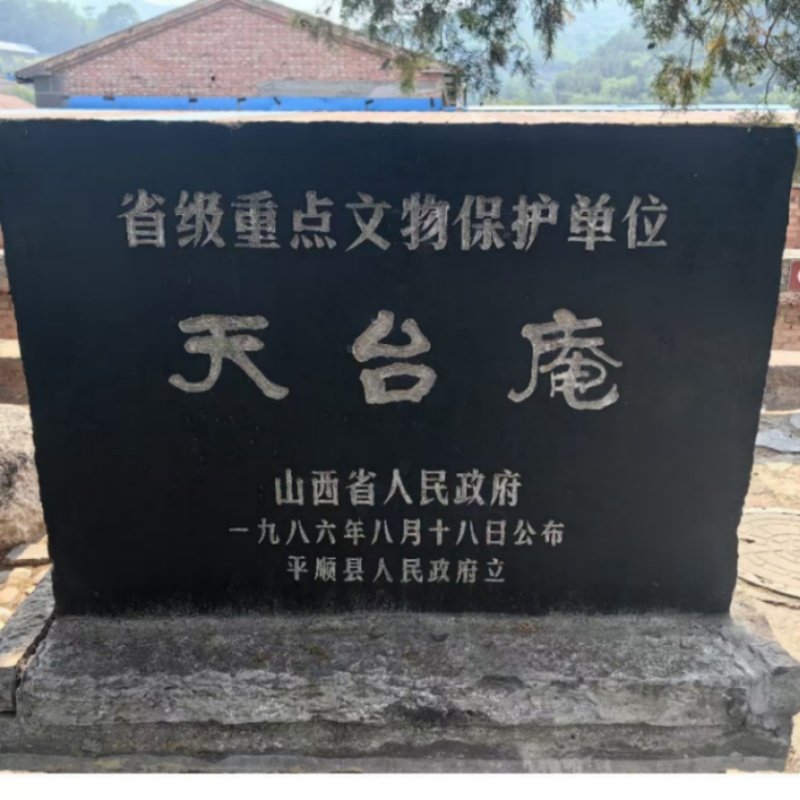 省级重点文物保护单位
天台庵
山西省人民政府
一九八六年八月十八日公布
平顺县人民政府立